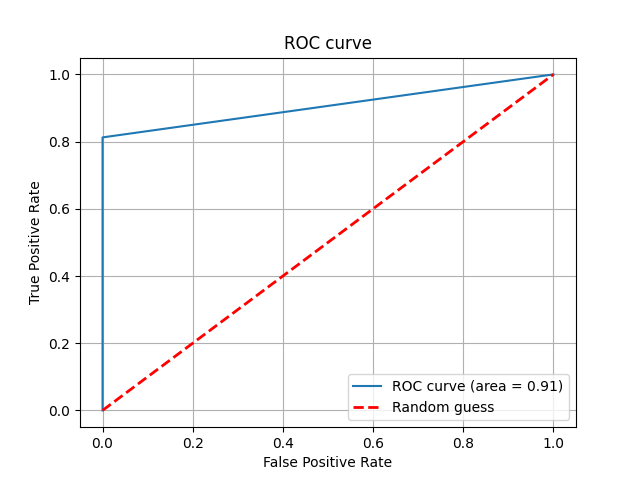 ROC curve
True Positive Rate
1.0
0.8
0.6
0.4
0.2
0.0
ROC curve (area = 0.91)
Random guess
0.0 0.2 0.4 0.6 0.8 1.0
False Positive Rate